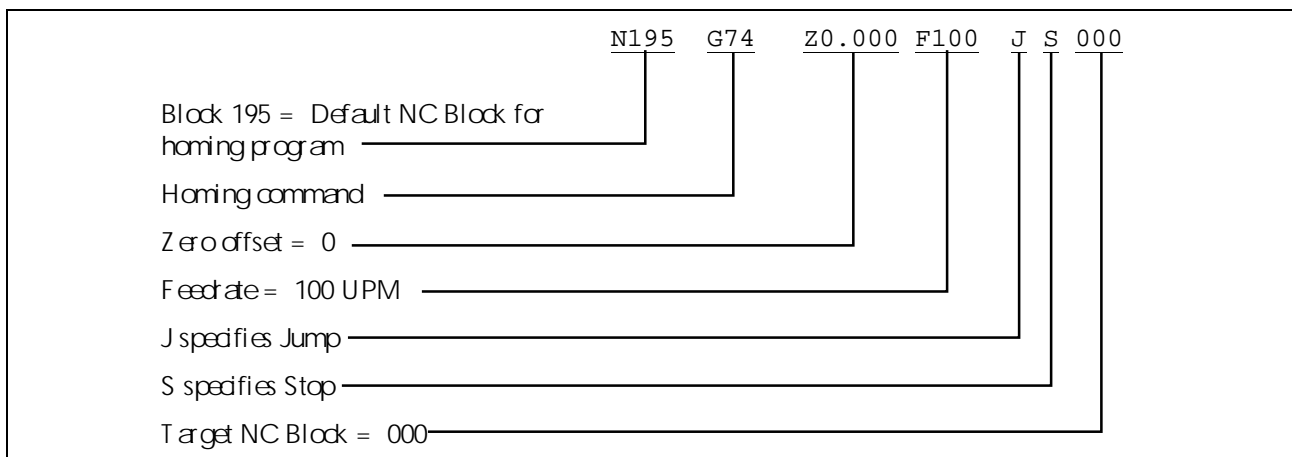 N195 G74 Z0.000 F100 J S 000
Block 195 = Default NC Block for
homing program
Homing command
Zero offset = 0
Feedrate = 100 UPM
J specifies Jump
S specifies Stop
Target NC Block = 000